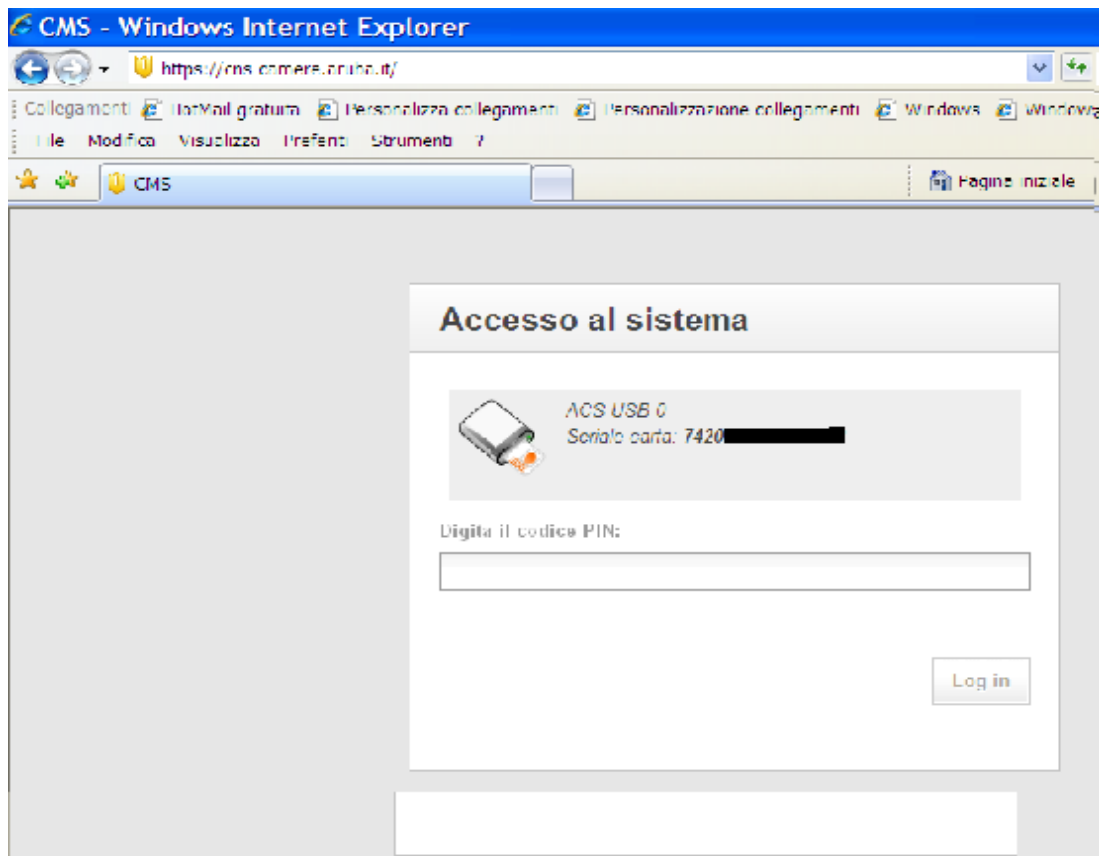 CMS - Windows Internet Explorer
https://cns.camere.aruba.it/
Collegamenti HotMail gratuita Personalizza collegamenti Personalizzazione collegamenti Windows Windows
File Modifica Visualizza Preferiti Strumenti ?
CMS Pagina iniziale
Accesso al sistema
ACS USB 0
Seriale carta: 7420
Digita il codice PIN:
Log in